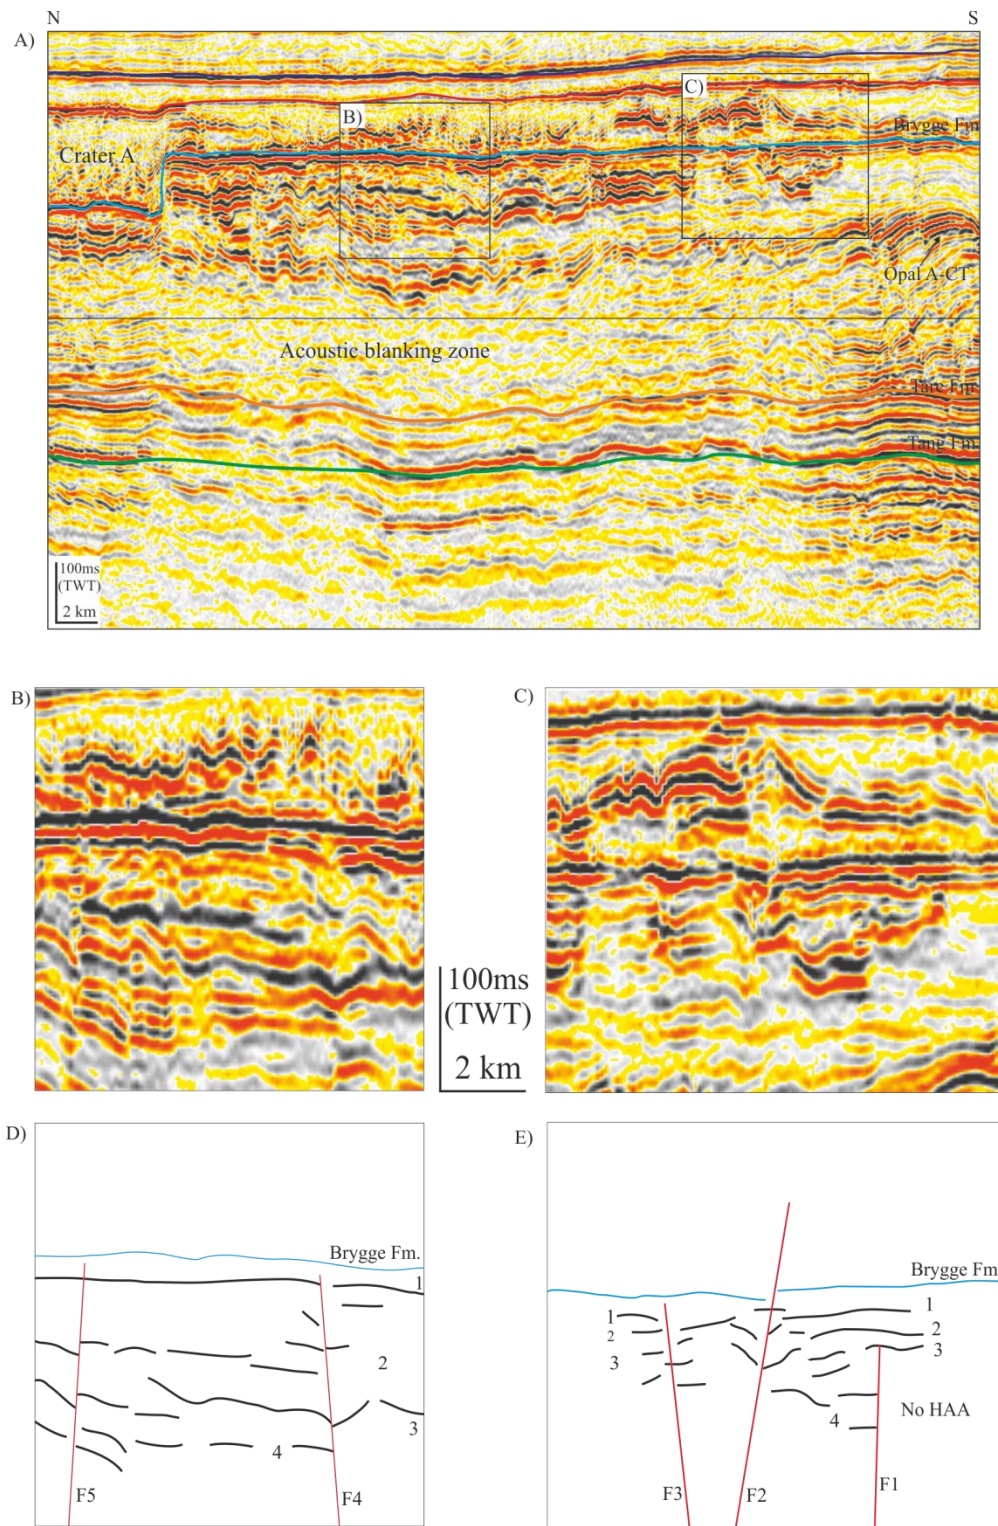 N
S
A)
B)
C)
Brygge Fm
Crater A
Opal A-CT
Acoustic blanking zone
Tare Fm
Tang Fm
100ms
(TWT)
2 km
B)
C)
100ms
(TWT)
2 km
D)
E)
Brygge Fm.
1
2
3
4
F5
F4
Brygge Fm
1
1
2
2
3
3
4
No HAA
F3
F2
F1